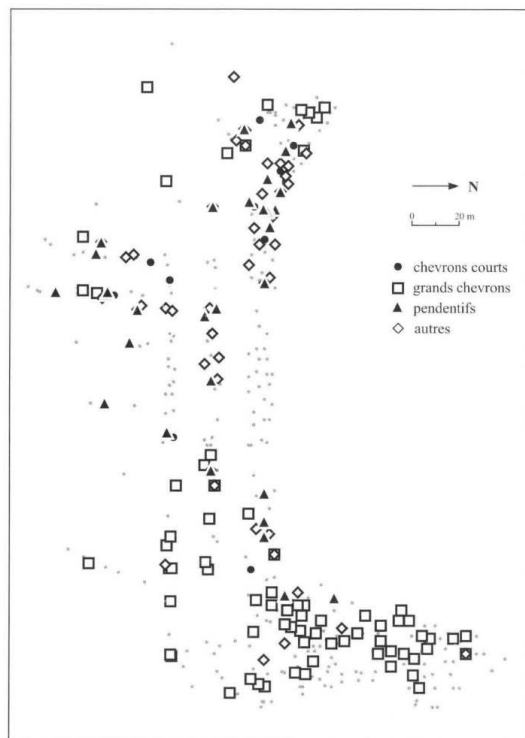 N
0 20 m
chevrons courts
grands chevrons
pendentifs
autres